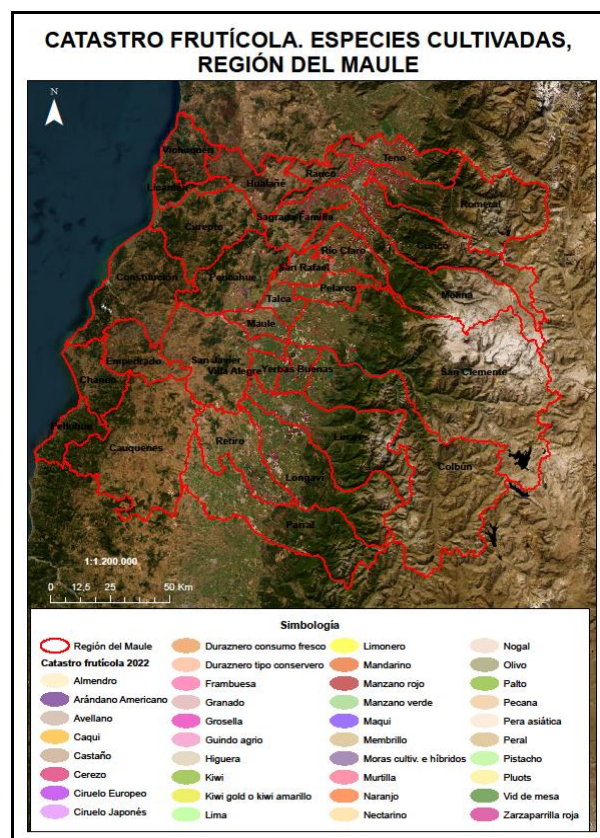 CATASTRO FRUTÍCOLA. ESPECIES CULTIVADAS,
REGIÓN DEL MAULE
N
Vichuquén
Teno
Rauco
Hualañé
Licantén
Romeral
Sagrada Familia
Curepto
Río Claro
Curicó
San Rafael
Constitución
Pencahue
Pelarco
Molina
Talca
Maule
Empedrado
San Javier
Villa Alegre
Yerbas Buenas
San Clemente
Chanco
Pelluhue
Retiro
Linares
Cauquenes
Colbún
Longaví
Parral
1:1.200.000
0 12,5 25 50 Km
Simbología
Región del Maule
Catastro frutícola 2022
Almendro
Arándano Americano
Avellano
Caqui
Castaño
Cerezo
Ciruelo Europeo
Ciruelo Japonés
Duraznero consumo fresco
Duraznero tipo conservero
Frambuesa
Granado
Grosella
Guindo agrio
Higuera
Kiwi
Kiwi gold o kiwi amarillo
Lima
Limonero
Mandarino
Manzano rojo
Manzano verde
Maqui
Membrillo
Moras cultiv. e híbridos
Murtilla
Naranjo
Nectarino
Nogal
Olivo
Palto
Pecana
Pera asiática
Peral
Pistacho
Pluots
Vid de mesa
Zarzaparrilla roja